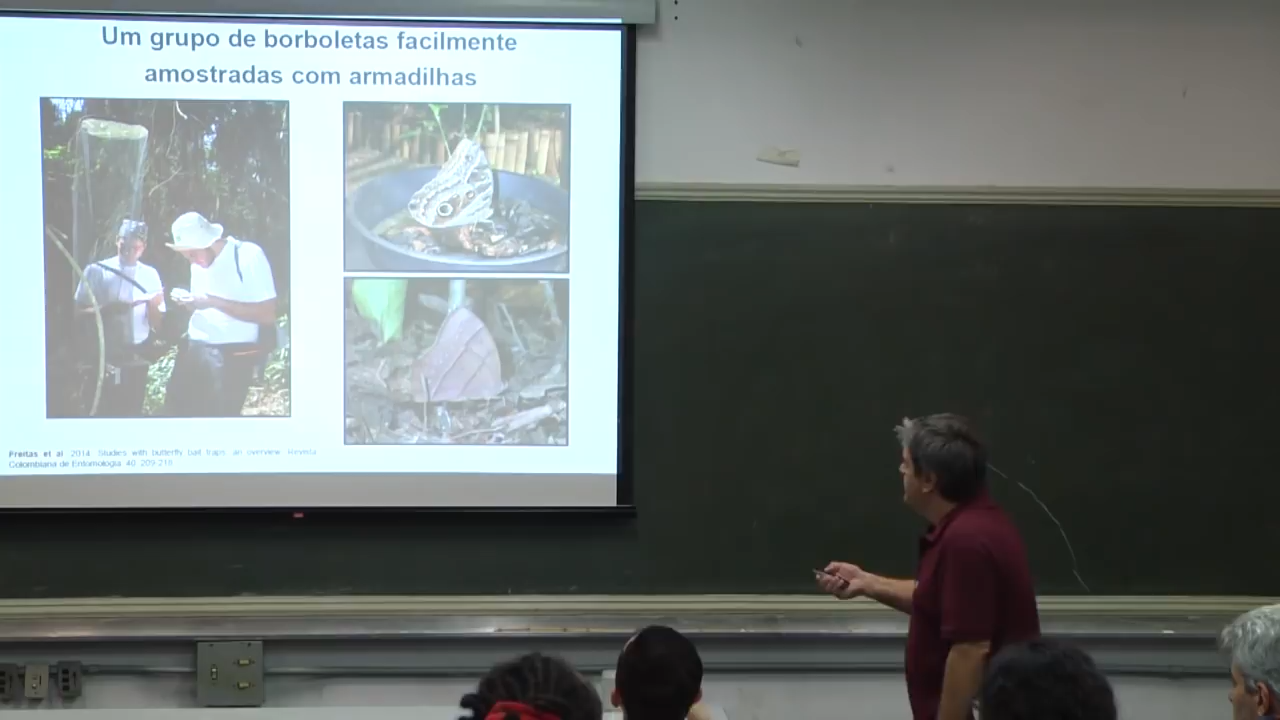 Um grupo de borboletas facilmente
amostradas com armadilhas
Freitas et al. 2014. Studies with butterfly bait traps: an overview. Revista
Colombiana de Entomologia 40: 209-218.